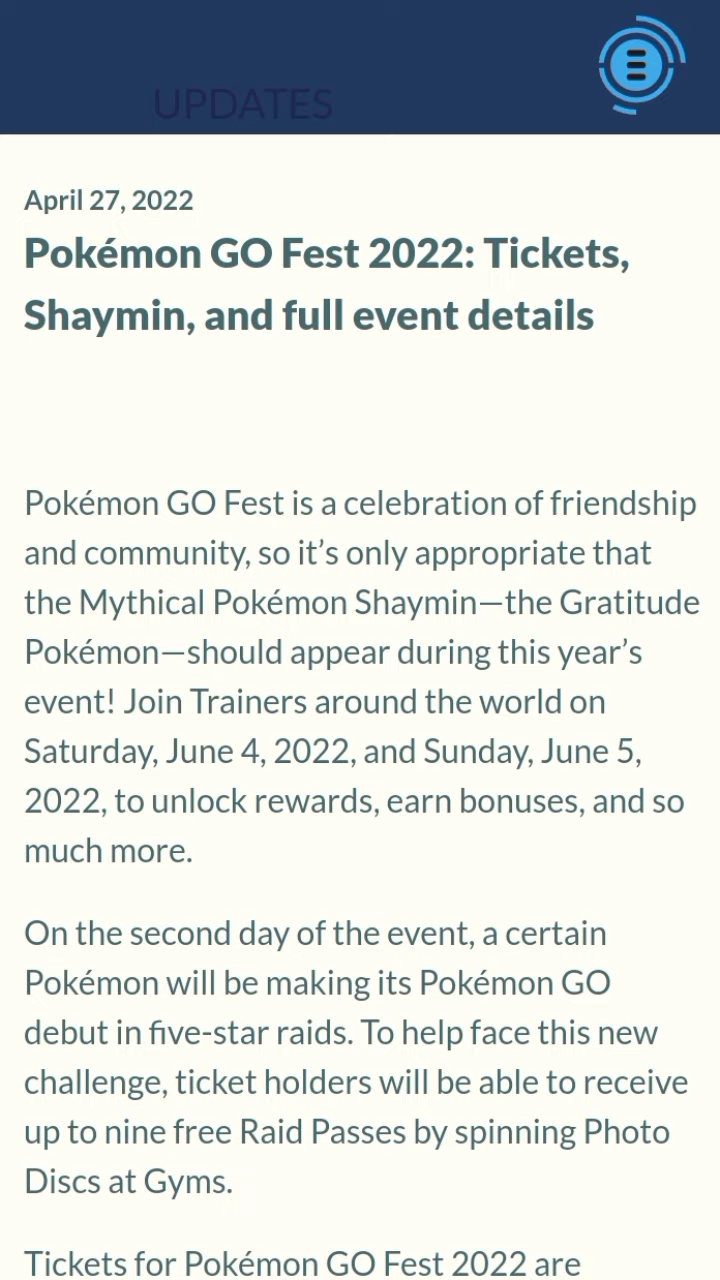 UPDATES
April 27, 2022
Pokémon GO Fest 2022: Tickets,
Shaymin, and full event details
Pokémon GO Fest is a celebration of friendship
and community, so it’s only appropriate that
the Mythical Pokémon Shaymin—the Gratitude
Pokémon—should appear during this year’s
event! Join Trainers around the world on
Saturday, June 4, 2022, and Sunday, June 5,
2022, to unlock rewards, earn bonuses, and so
much more.
On the second day of the event, a certain
Pokémon will be making its Pokémon GO
debut in five-star raids. To help face this new
challenge, ticket holders will be able to receive
up to nine free Raid Passes by spinning Photo
Discs at Gyms.
Tickets for Pokémon GO Fest 2022 are